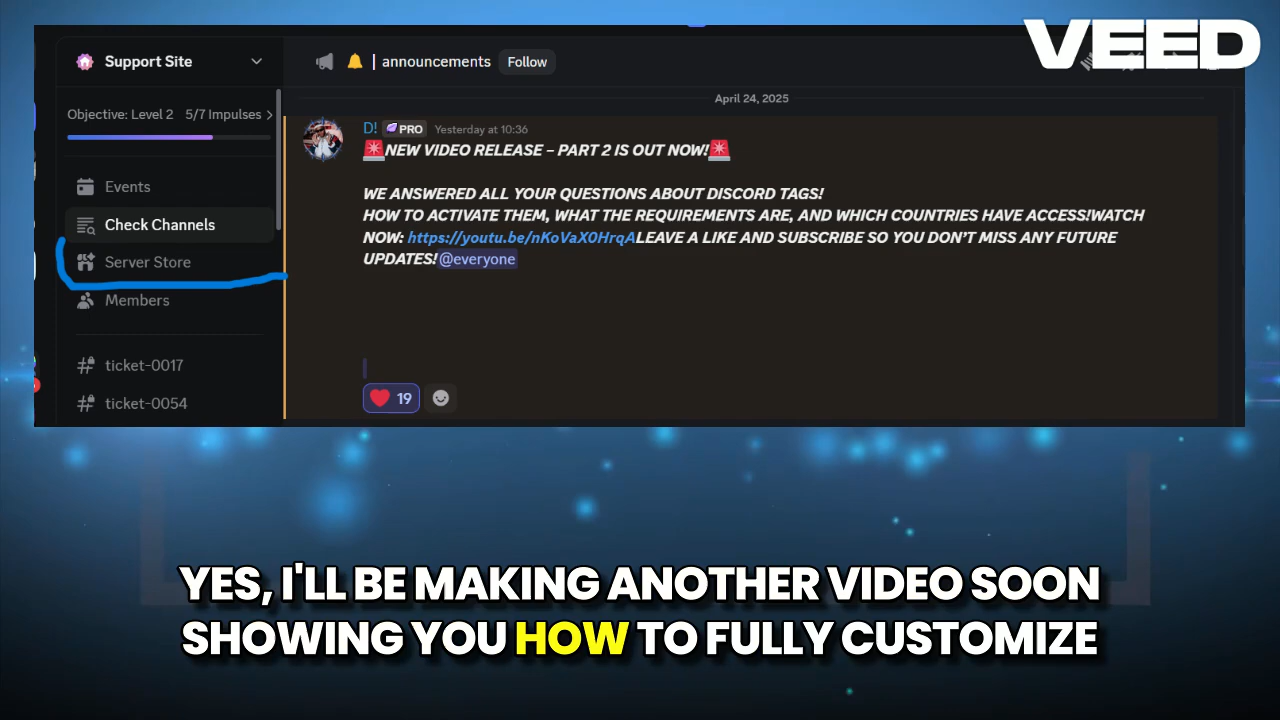 VEED
Support Site
announcements
Follow
Objective: Level 2 5/7 Impulses
April 24, 2025
D! PRO Yesterday at 10:36
NEW VIDEO RELEASE – PART 2 IS OUT NOW!
Events
WE ANSWERED ALL YOUR QUESTIONS ABOUT DISCORD TAGS!
Check Channels
HOW TO ACTIVATE THEM, WHAT THE REQUIREMENTS ARE, AND WHICH COUNTRIES HAVE ACCESS!WATCH
NOW: https://youtu.be/nKoVaX0HrqALEAVE A LIKE AND SUBSCRIBE SO YOU DON'T MISS ANY FUTURE
UPDATES!@everyone
Server Store
Members
ticket-0017
ticket-0054
19
YES, I'LL BE MAKING ANOTHER VIDEO SOON
SHOWING YOU HOW TO FULLY CUSTOMIZE